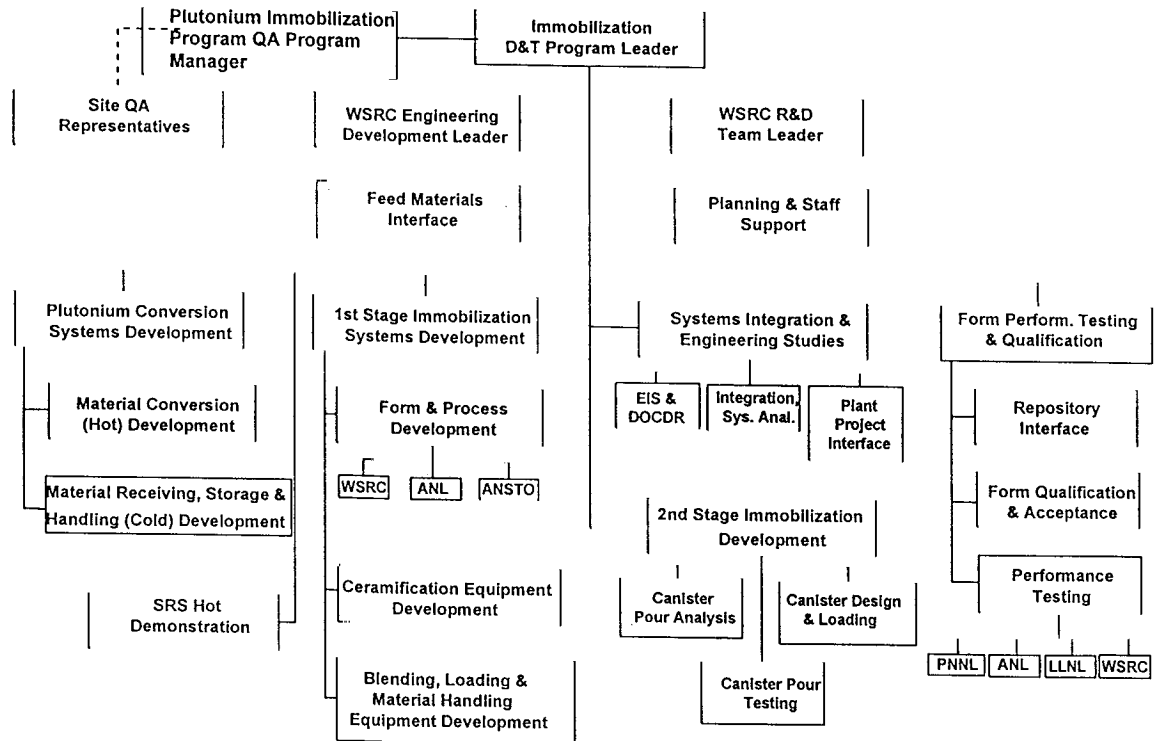 Plutonium Immobilization
Program QA Program
Manager
Immobilization
D&T Program Leader
Site QA
Representatives
WSRC Engineering
Development Leader
WSRC R&D
Team Leader
Feed Materials
Interface
Planning & Staff
Support
Plutonium Conversion
Systems Development
1st Stage Immobilization
Systems Development
Systems Integration &
Engineering Studies
Form Perform. Testing
& Qualification
Material Conversion
(Hot) Development
Form & Process
Development
EIS &
DOCDR
Integration,
Sys. Anal.
Plant
Project
Interface
Repository
Interface
WSRC
ANL
ANSTO
Material Receiving, Storage &
Handling (Cold) Development
Form Qualification
& Acceptance
2nd Stage Immobilization
Development
SRS Hot
Demonstration
Ceramification Equipment
Development
Canister
Pour Analysis
Canister Design
& Loading
Performance
Testing
PNNL
ANL
LLNL
WSRC
Blending, Loading &
Material Handling
Equipment Development
Canister Pour
Testing